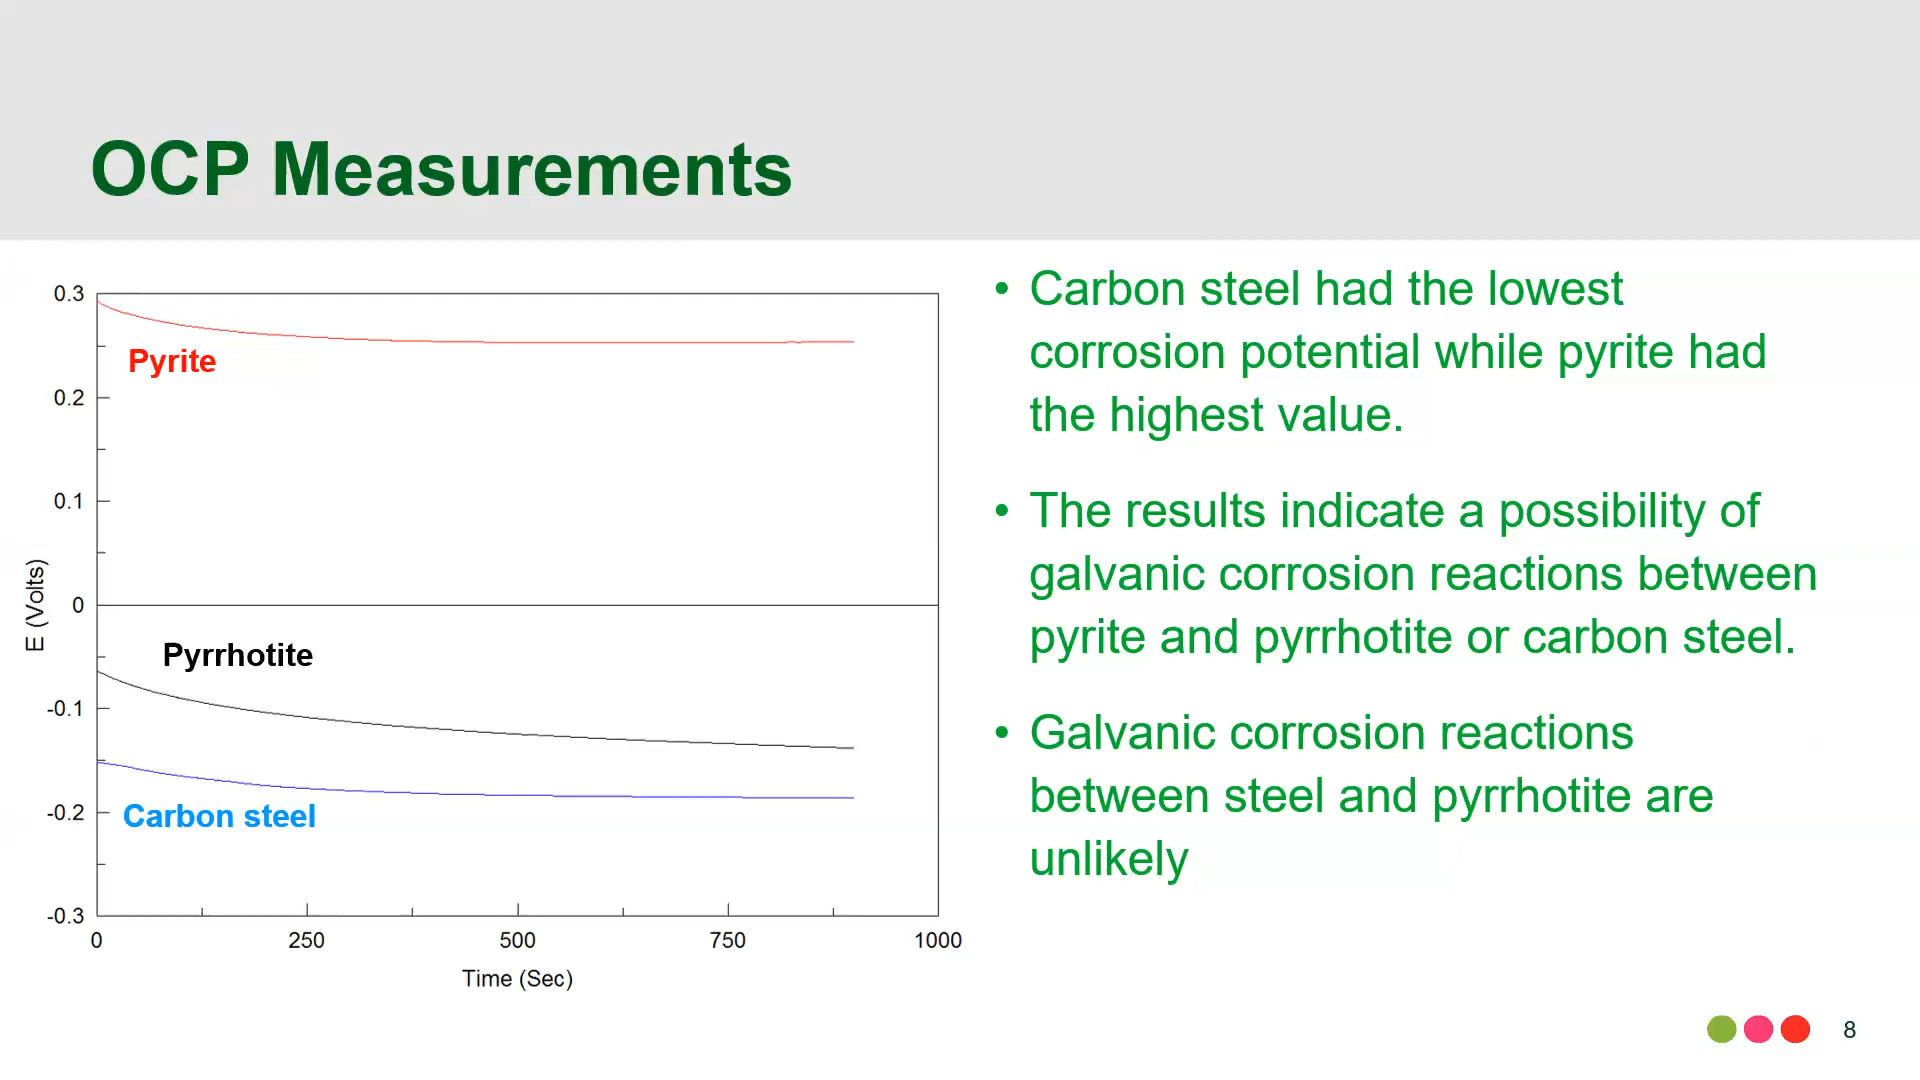 OCP Measurements
0.3
0.2
0.1
0
-0.1
-0.2
-0.3
E (Volts)
Pyrite
Pyrrhotite
Carbon steel
0 250 500 750 1000
Time (Sec)
• Carbon steel had the lowest
corrosion potential while pyrite had
the highest value.
• The results indicate a possibility of
galvanic corrosion reactions between
pyrite and pyrrhotite or carbon steel.
• Galvanic corrosion reactions
between steel and pyrrhotite are
unlikely
8